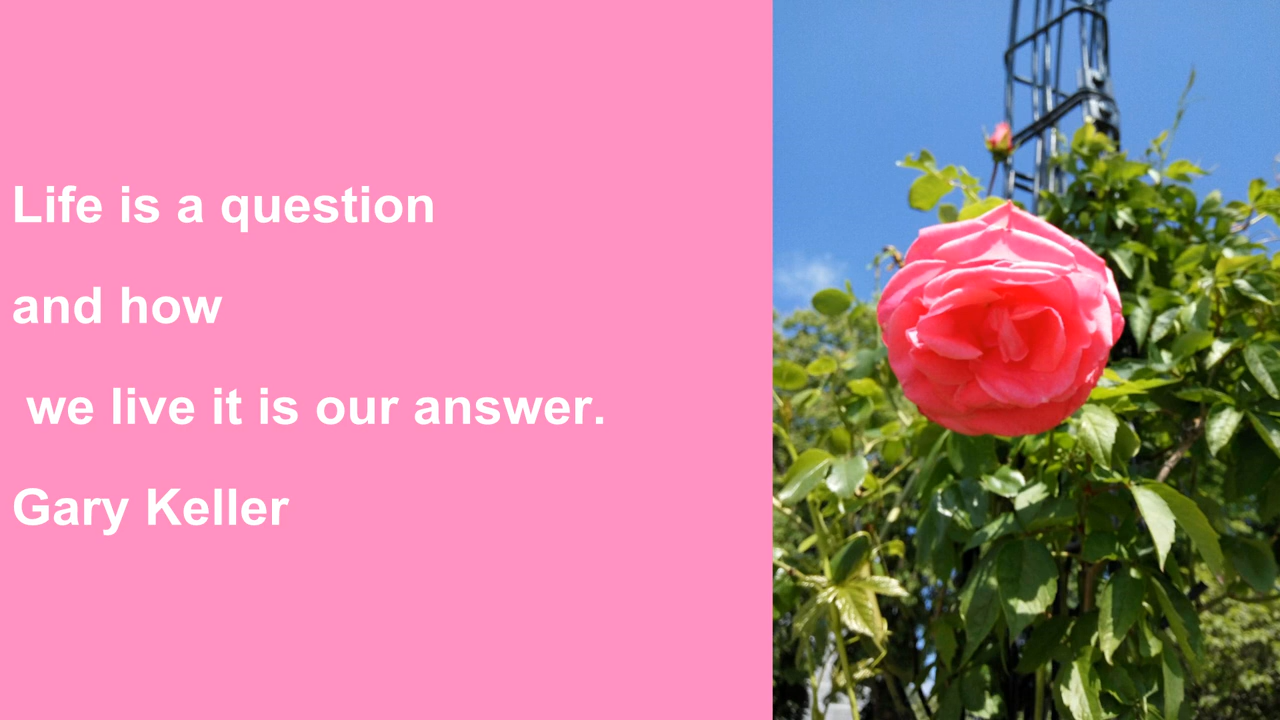 Life is a question
and how
we live it is our answer.
Gary Keller